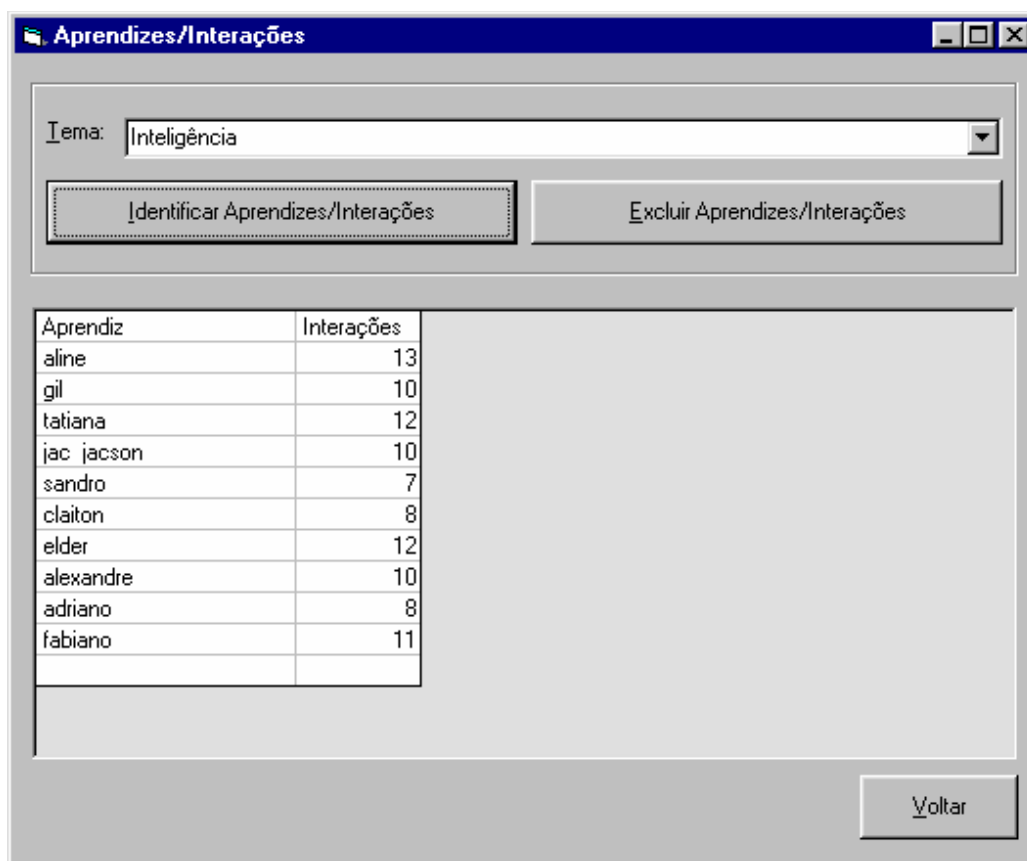 Aprendizes/Interações
Tema: Inteligência
Identificar Aprendizes/Interações Excluir Aprendizes/Interações
Aprendiz Interações
aline 13
gil 10
tatiana 12
jac jacson 10
sandro 7
claiton 8
elder 12
alexandre 10
adriano 8
fabiano 11
Voltar